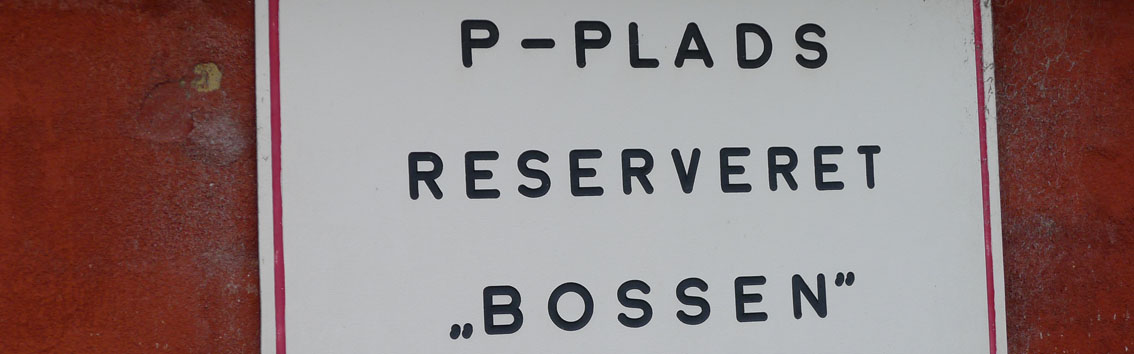 P-PLADS
RESERVERET
„BOSSEN”